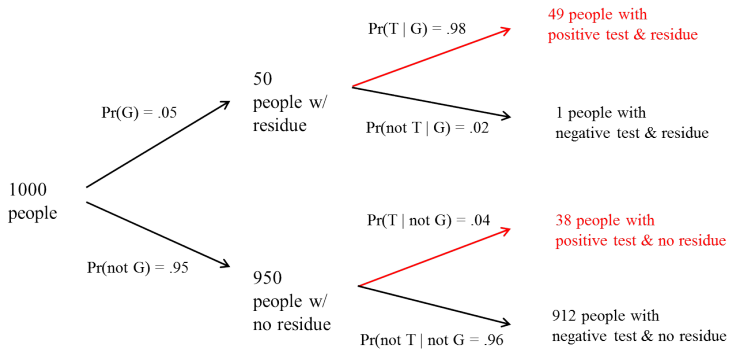 49 people with
positive test & residue
Pr(T | G) = .98
50
people w/
residue
Pr(G) = .05
Pr(not T | G) = .02
1 people with
negative test & residue
1000
people
Pr(not G) = .95
Pr(T | not G) = .04
38 people with
positive test & no residue
950
people w/
no residue
Pr(not T | not G = .96
912 people with
negative test & no residue